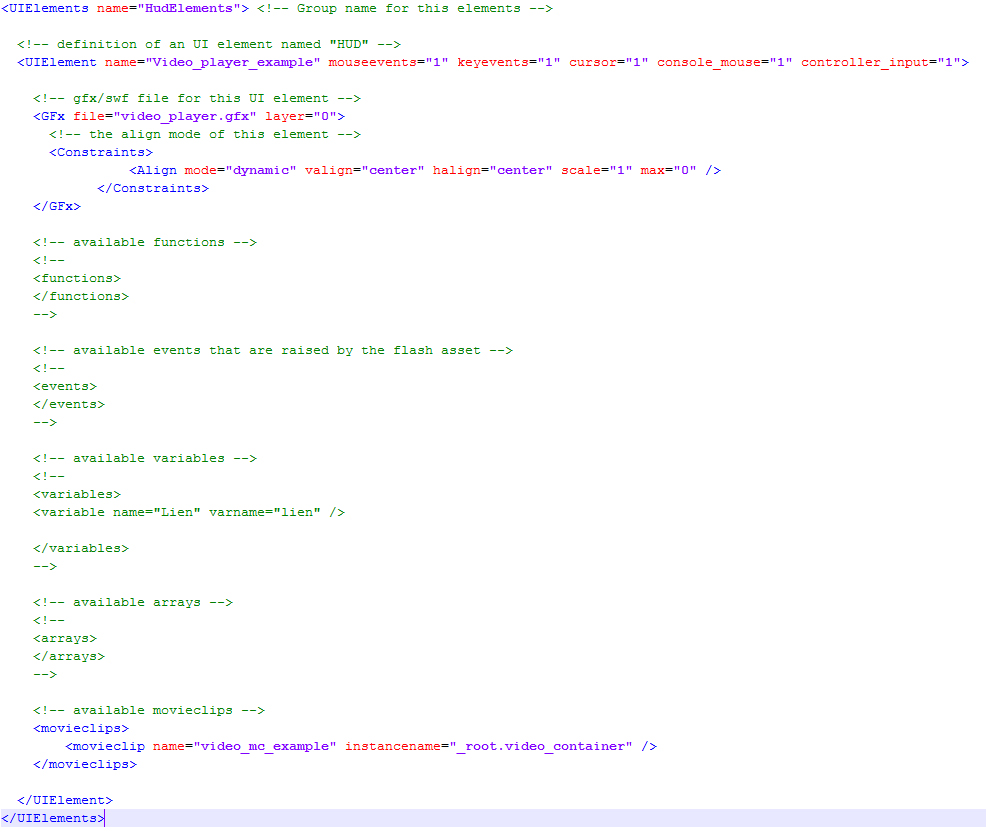 <UIElements name="HudElements"> <!-- Group name for this elements -->
<!-- definition of an UI element named "HUD" -->
<UIElement name="Video_player_example" mouseevents="1" keyevents="1" cursor="1" console_mouse="1" controller_input="1">
<!-- gfx/swf file for this UI element -->
<GFx file="video_player.gfx" layer="0">
<!-- the align mode of this element -->
<Constraints>
<Align mode="dynamic" valign="center" halign="center" scale="1" max="0" />
</Constraints>
</GFx>
<!-- available functions -->
<!--
<functions>
</functions>
-->
<!-- available events that are raised by the flash asset -->
<!--
<events>
</events>
-->
<!-- available variables -->
<!--
<variables>
<variable name="Lien" varname="lien" />
</variables>
-->
<!-- available arrays -->
<!--
<arrays>
</arrays>
-->
<!-- available movieclips -->
<movieclips>
<movieclip name="video_mc_example" instancename="_root.video_container" />
</movieclips>
</UIElement>
</UIElements>